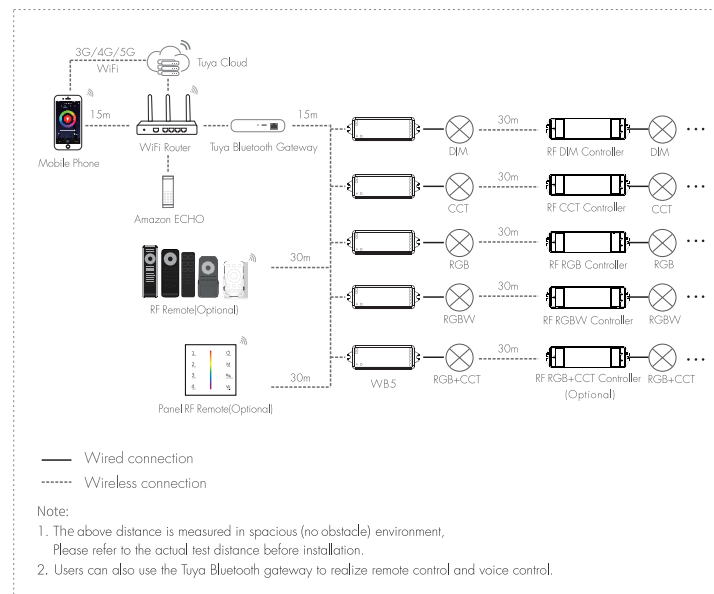 3G/4G/5G
WiFi
Tuya Cloud
15m
15m
Mobile Phone
WiFi Router
Tuya Bluetooth Gateway
Amazon ECHO
30m
RF Remote(Optional)
30m
Panel RF Remote(Optional)
DIM
30m
RF DIM Controller
DIM
CCT
30m
RF CCT Controller
CCT
RGB
30m
RF RGB Controller
RGB
RGBW
30m
RF RGBW Controller
RGBW
WB5
RGB+CCT
30m
RF RGB+CCT Controller
(Optional)
RGB+CCT
1
2
3
4
Wired connection
Wireless connection
Note:
1. The above distance is measured in spacious (no obstacle) environment,
Please refer to the actual test distance before installation.
2. Users can also use the Tuya Bluetooth gateway to realize remote control and voice control.